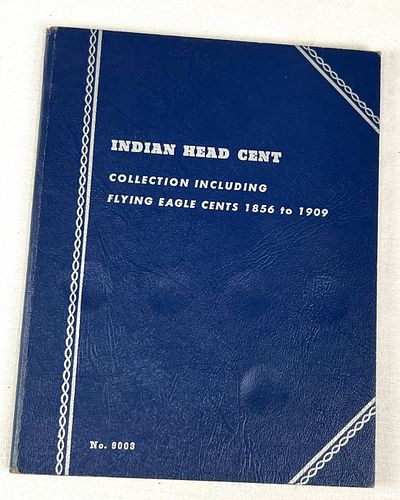 INDIAN HEAD CENT
COLLECTION INCLUDING
FLYING EAGLE CENTS 1856 to 1909
No. 9003